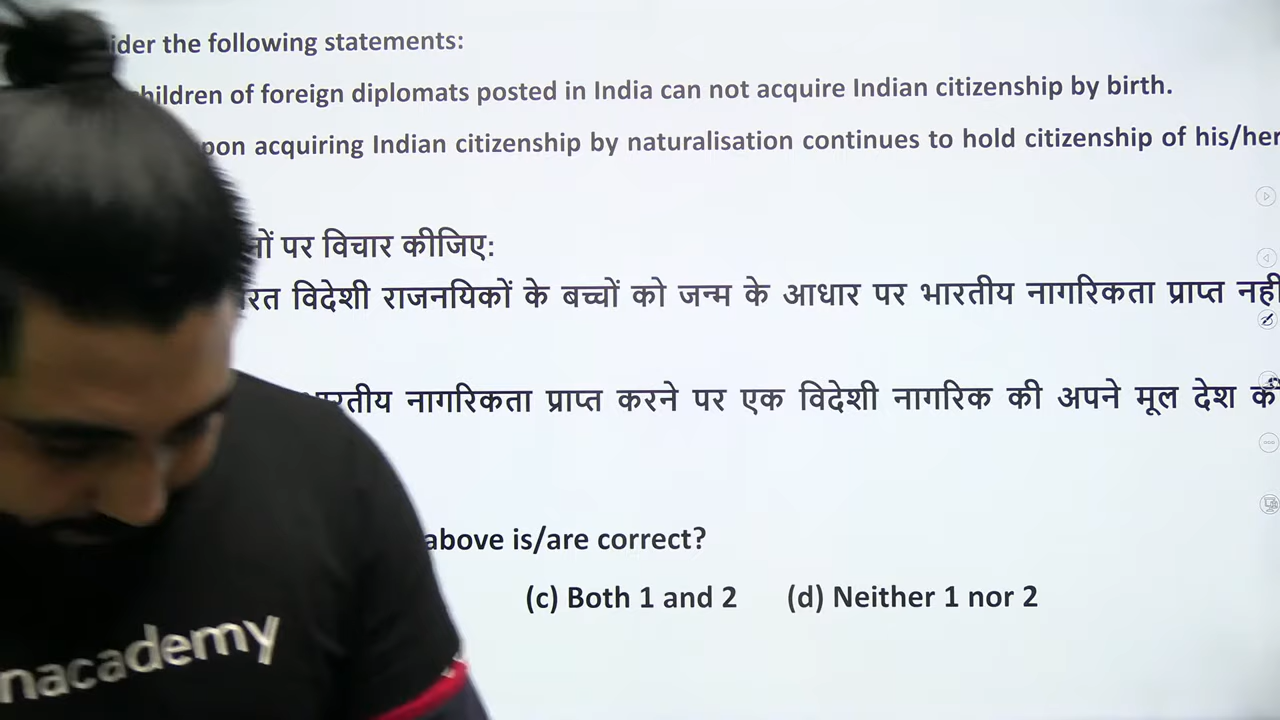 ider the following statements:
hildren of foreign diplomats posted in India can not acquire Indian citizenship by birth.
pon acquiring Indian citizenship by naturalisation continues to hold citizenship of his/her
नों पर विचार कीजिए:
रत विदेशी राजनयिकों के बच्चों को जन्म के आधार पर भारतीय नागरिकता प्राप्त नहीं
भारतीय नागरिकता प्राप्त करने पर एक विदेशी नागरिक की अपने मूल देश की
above is/are correct?
(c) Both 1 and 2 (d) Neither 1 nor 2
nacademy